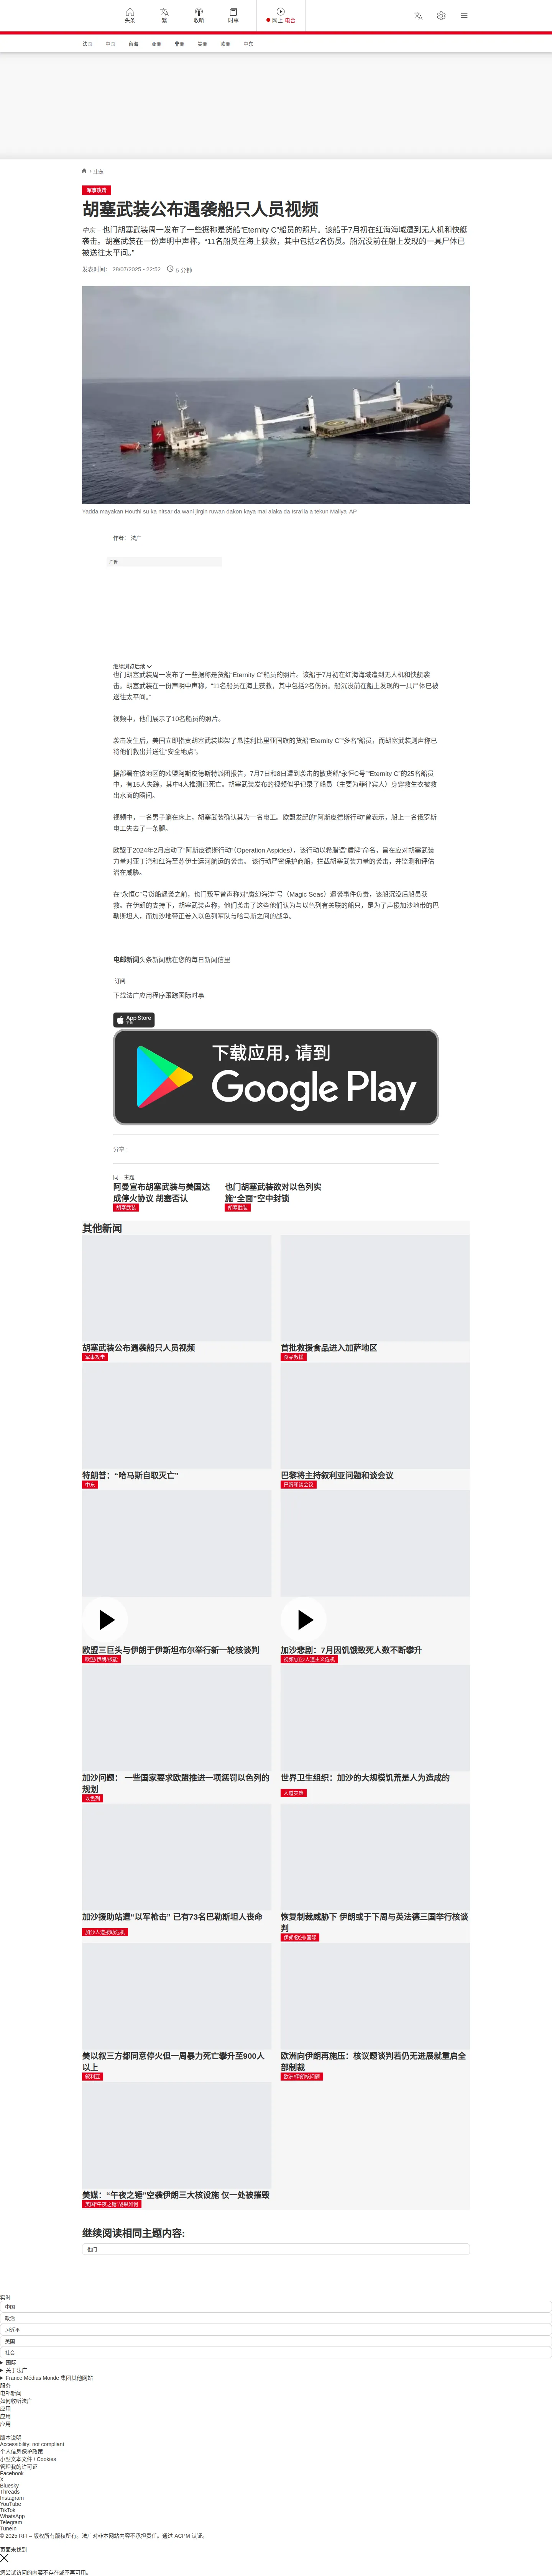 头条
繁
收听
时事
网上 电台
法国
中国
台海
亚洲
非洲
美洲
欧洲
中东
中东
军事攻击
胡塞武装公布遇袭船只人员视频
中东 – 也门胡塞武装周一发布了一些据称是货船“Eternity C”船员的照片。该船于7月初在红海海域遭到无人机和快艇
袭击。胡塞武装在一份声明中声称，“11名船员在海上获救，其中包括2名伤员。船沉没前在船上发现的一具尸体已
被送往太平间。”
发表时间： 28/07/2025 - 22:52
5 分钟
Yadda mayakan Houthi su ka nitsar da wani jirgin ruwan dakon kaya mai alaka da Isra'ila a tekun Maliya AP
作者： 法广
广告
继续浏览后续
也门胡塞武装周一发布了一些据称是货船“Eternity C”船员的照片。该船于7月初在红海海域遭到无人机和快艇袭
击。胡塞武装在一份声明中声称，“11名船员在海上获救，其中包括2名伤员。船沉没前在船上发现的一具尸体已被
送往太平间。”
视频中，他们展示了10名船员的照片。
袭击发生后，美国立即指责胡塞武装绑架了悬挂利比里亚国旗的货船“Eternity C”“多名”船员，而胡塞武装则声称已
将他们救出并送往“安全地点”。
据部署在该地区的欧盟阿斯皮德斯特派团报告，7月7日和8日遭到袭击的散货船“永恒C号”“Eternity C”的25名船员
中，有15人失踪，其中4人推测已死亡。胡塞武装发布的视频似乎记录了船员（主要为菲律宾人）身穿救生衣被救
出水面的瞬间。
视频中，一名男子躺在床上，胡塞武装确认其为一名电工。欧盟发起的“阿斯皮德斯行动”曾表示，船上一名俄罗斯
电工失去了一条腿。
欧盟于2024年2月启动了“阿斯皮德斯行动”（Operation Aspides），该行动以希腊语“盾牌”命名，旨在应对胡塞武装
力量对亚丁湾和红海至苏伊士运河航运的袭击。 该行动严密保护商船，拦截胡塞武装力量的袭击，并监测和评估
潜在威胁。
在“永恒C”号货船遇袭之前，也门叛军曾声称对“魔幻海洋”号（Magic Seas）遇袭事件负责，该船沉没后船员获
救。在伊朗的支持下，胡塞武装声称，他们袭击了这些他们认为与以色列有关联的船只，是为了声援加沙地带的巴
勒斯坦人，而加沙地带正卷入以色列军队与哈马斯之间的战争。
电邮新闻头条新闻就在您的每日新闻信里
订阅
下载法广应用程序跟踪国际时事
App Store
下载
下载应用，请到
Google Play
分享 :
同一主题
阿曼宣布胡塞武装与美国达
成停火协议 胡塞否认
胡塞武装
也门胡塞武装欲对以色列实
施“全面”空中封锁
胡塞武装
其他新闻
胡塞武装公布遇袭船只人员视频
军事攻击
首批救援食品进入加萨地区
食品救援
特朗普：“哈马斯自取灭亡”
中东
巴黎将主持叙利亚问题和谈会议
巴黎和谈会议
欧盟三巨头与伊朗于伊斯坦布尔举行新一轮核谈判
欧盟/伊朗/核能
加沙悲剧：7月因饥饿致死人数不断攀升
视频/加沙人道主义危机
加沙问题： 一些国家要求欧盟推进一项惩罚以色列的
规划
以色列
世界卫生组织：加沙的大规模饥荒是人为造成的
人道灾难
加沙援助站遭“以军枪击” 已有73名巴勒斯坦人丧命
加沙人道援助危机
恢复制裁威胁下 伊朗或于下周与英法德三国举行核谈
判
伊朗/欧洲/国际
美以叙三方都同意停火但一周暴力死亡攀升至900人
以上
叙利亚
欧洲向伊朗再施压：核议题谈判若仍无进展就重启全
部制裁
欧洲/伊朗核问题
美媒：“午夜之锤”空袭伊朗三大核设施 仅一处被摧毁
美国“午夜之锤”战果如何
继续阅读相同主题内容:
也门
实时
中国
政治
习近平
美国
社会
国际
关于法广
France Médias Monde 集团其他网站
服务
电邮新闻
如何收听法广
应用
应用
应用
版本说明
Accessibility: not compliant
个人信息保护政策
小型文本文件 / Cookies
管理我的许可证
Facebook
X
Bluesky
Threads
Instagram
YouTube
TikTok
WhatsApp
Telegram
TuneIn
© 2025 RFI – 版权所有版权所有。法广对非本网站内容不承担责任。通过 ACPM 认证。
页面未找到
您尝试访问的内容不存在或不再可用。